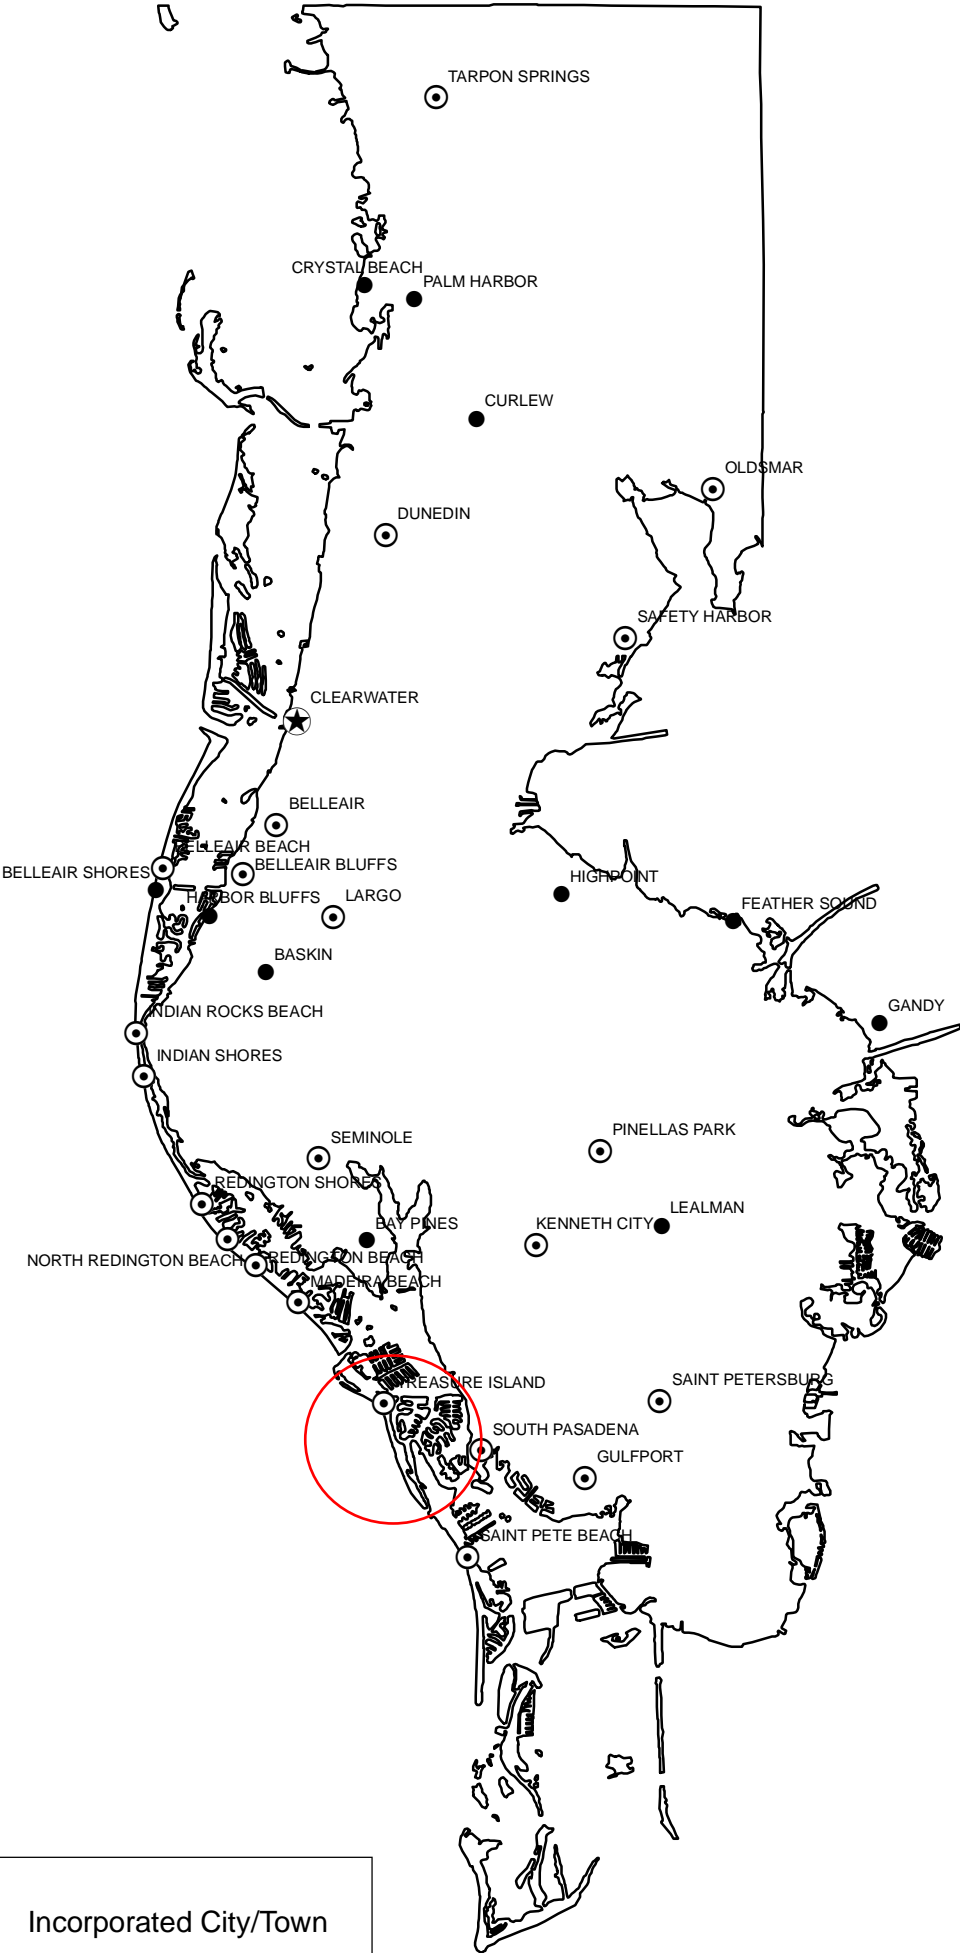 TARPON SPRINGS
CRYSTAL BEACH
PALM HARBOR
CURLEW
OLDSMAR
DUNEDIN
SAFETY HARBOR
CLEARWATER
BELLEAIR
BELLEAIR BEACH
BELLEAIR BLUFFS
BELLEAIR SHORES
HIGHPOINT
HARBOR BLUFFS
LARGO
FEATHER SOUND
BASKIN
GANDY
INDIAN ROCKS BEACH
INDIAN SHORES
PINELLAS PARK
SEMINOLE
REDINGTON SHORES
LEALMAN
BAY PINES
KENNETH CITY
NORTH REDINGTON BEACH
REDINGTON BEACH
MADEIRA BEACH
TREASURE ISLAND
SAINT PETERSBURG
SOUTH PASADENA
GULFPORT
SAINT PETE BEACH
Incorporated City/Town